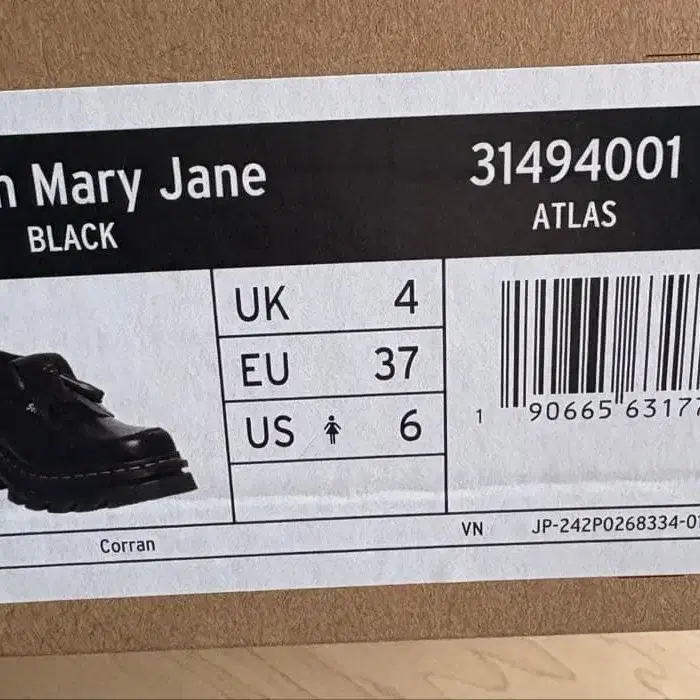 n Mary Jane
BLACK
31494001
ATLAS
UK 4
EU 37
US 6
1 90665 6317
Corran
VN
JP-242P0268334-0